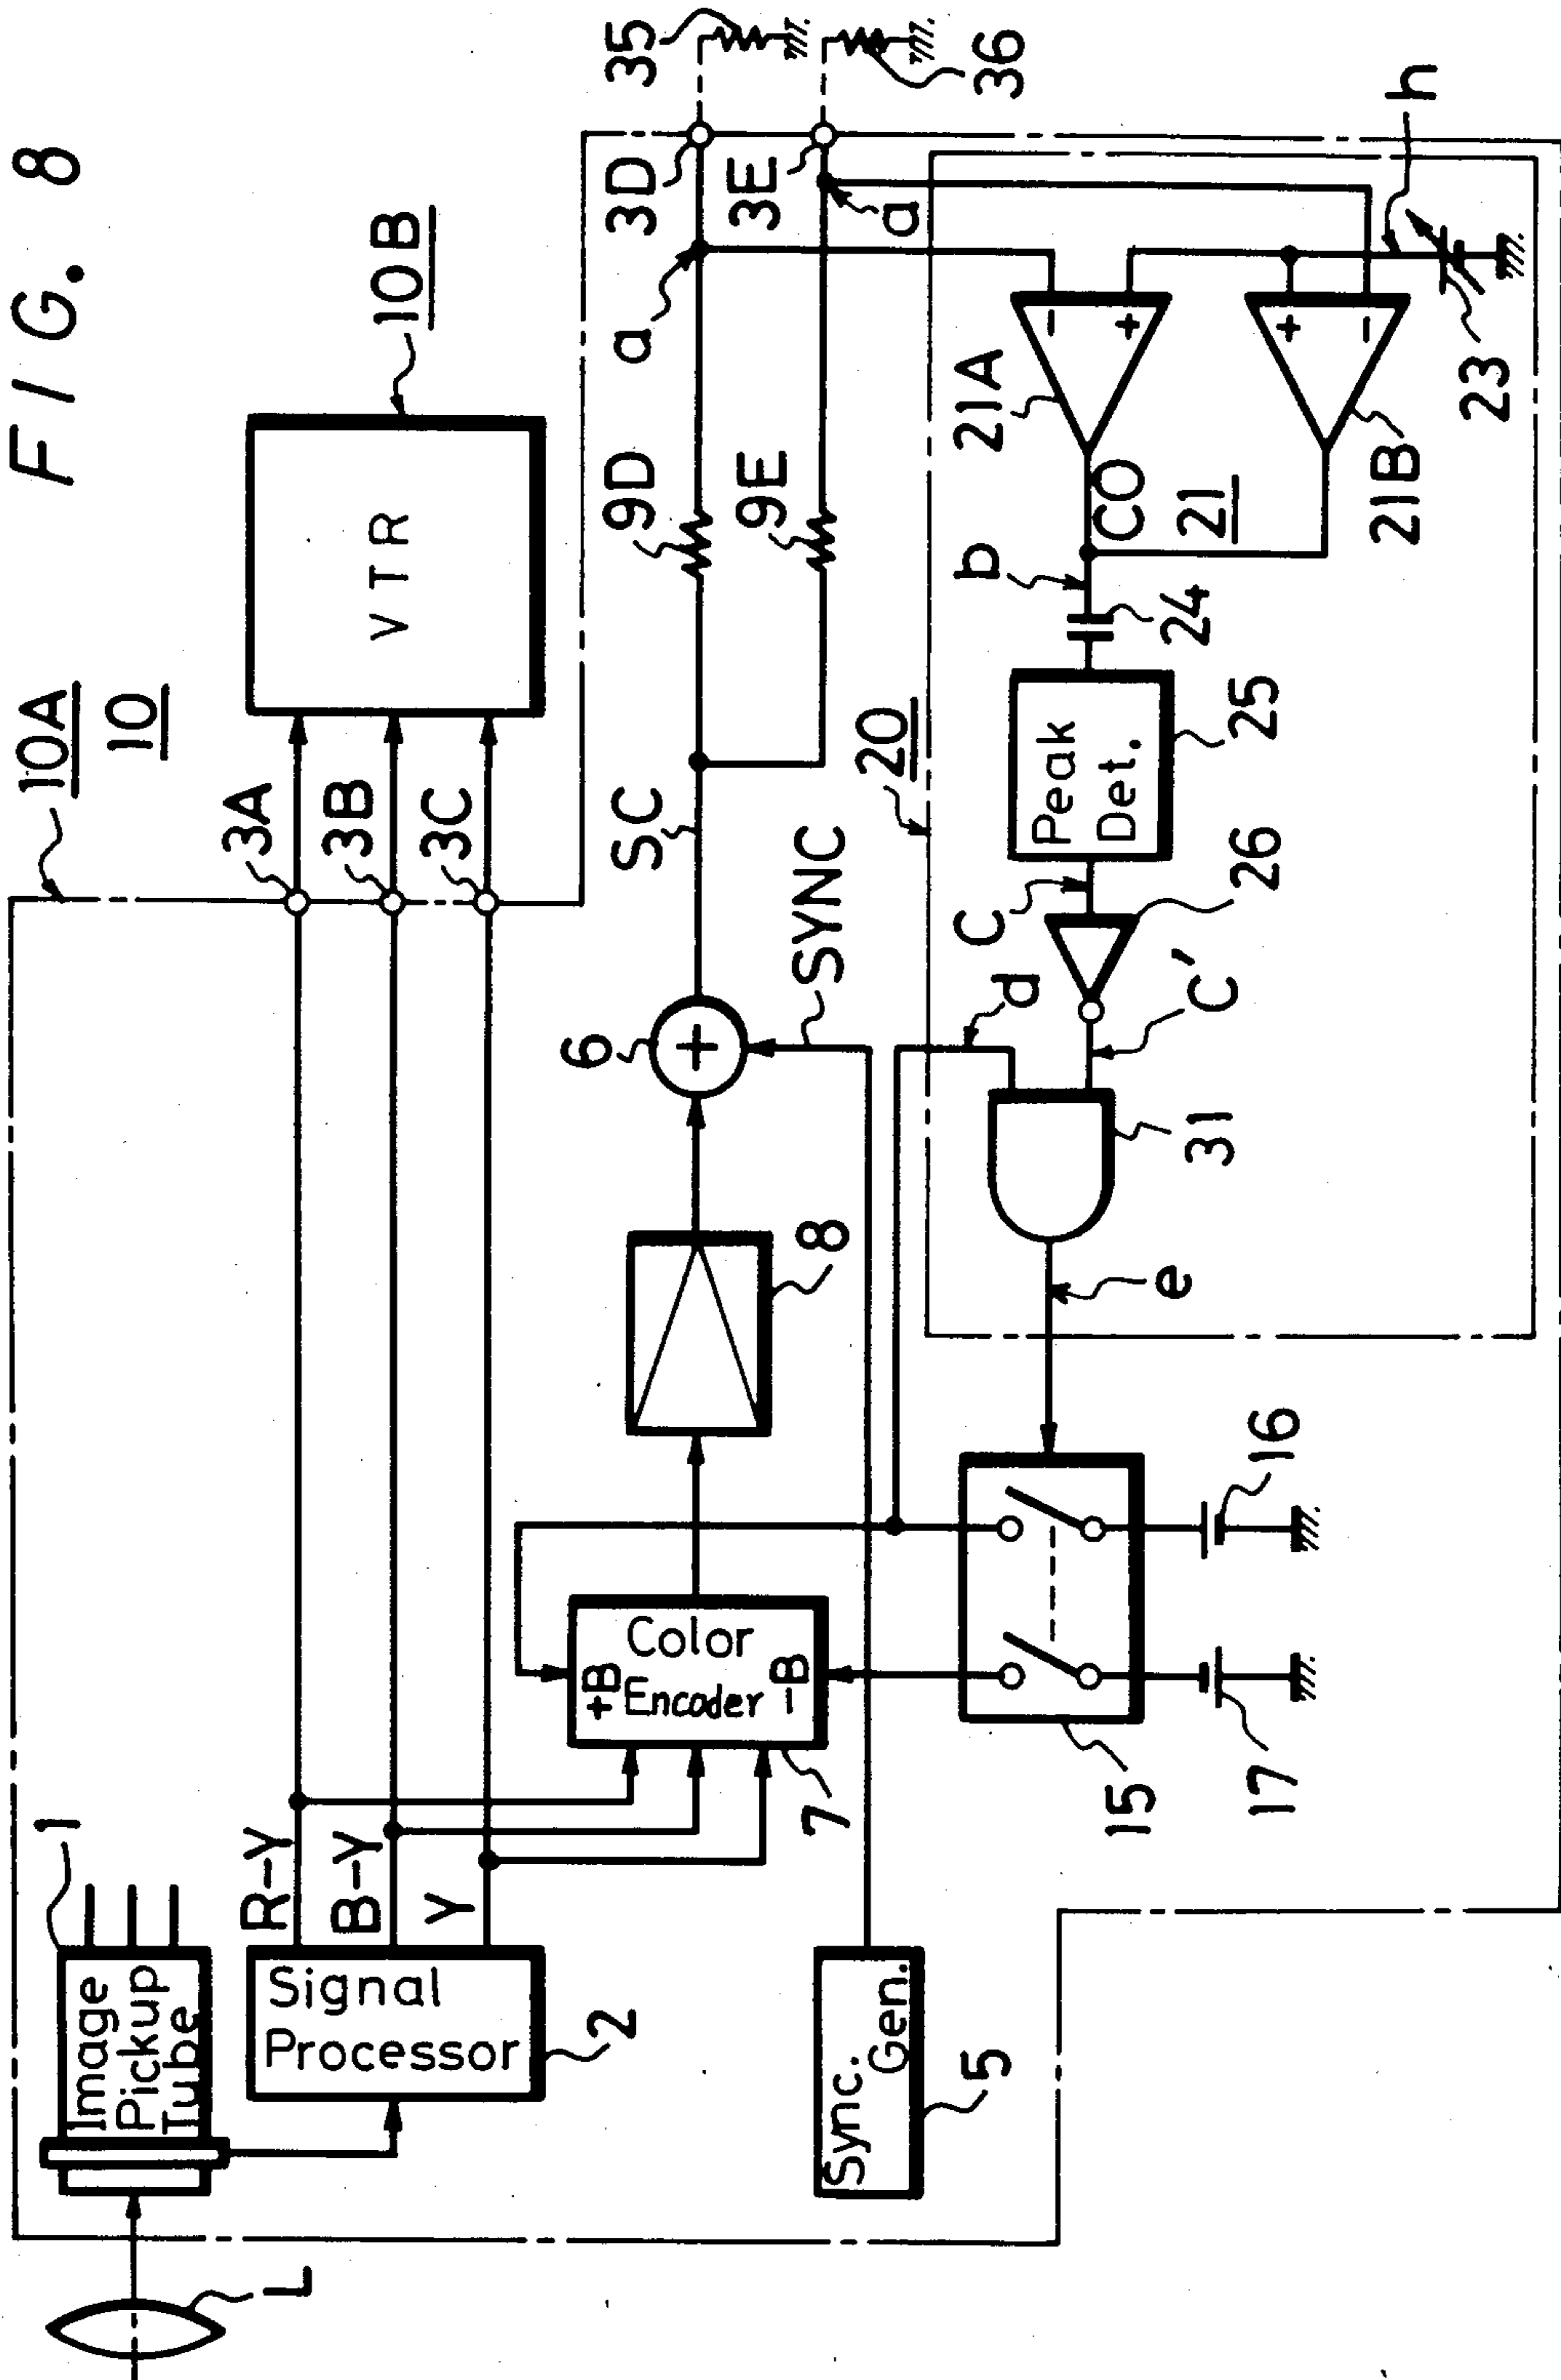 FIG. 8
10A
10
10B
VTR
3A
3B
3C
1
Image
Pickup
Tube
L
R-Y
B-Y
Y
Signal
Processor
2
SC
6
+
SYNC
8
9D
9E
3D
3E
35
36
a
a
+B
Color
Encoder
-B
7
Sync.
Gen.
5
20
21A
-
+
CO
21
21B
+
-
23
h
b
24
Peak
Det.
25
C
26
C'
d
31
e
15
16
17